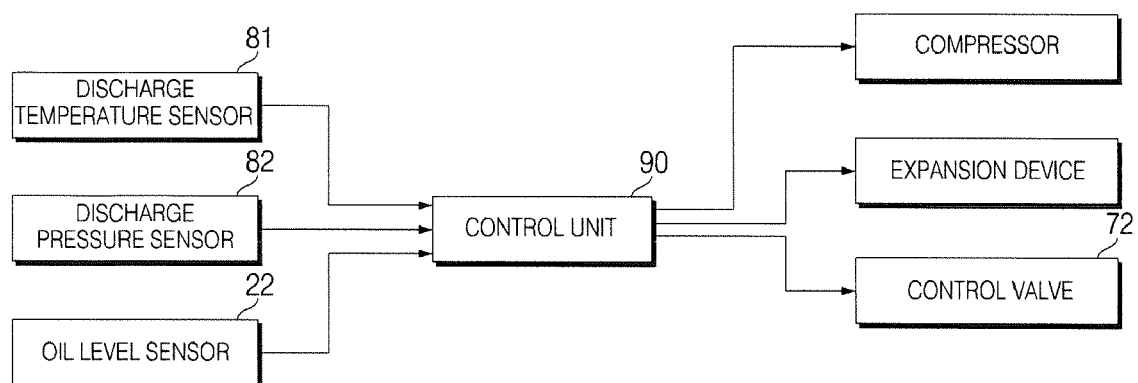 81
DISCHARGE
TEMPERATURE SENSOR
82
DISCHARGE
PRESSURE SENSOR
22
OIL LEVEL SENSOR
90
CONTROL UNIT
COMPRESSOR
EXPANSION DEVICE
72
CONTROL VALVE